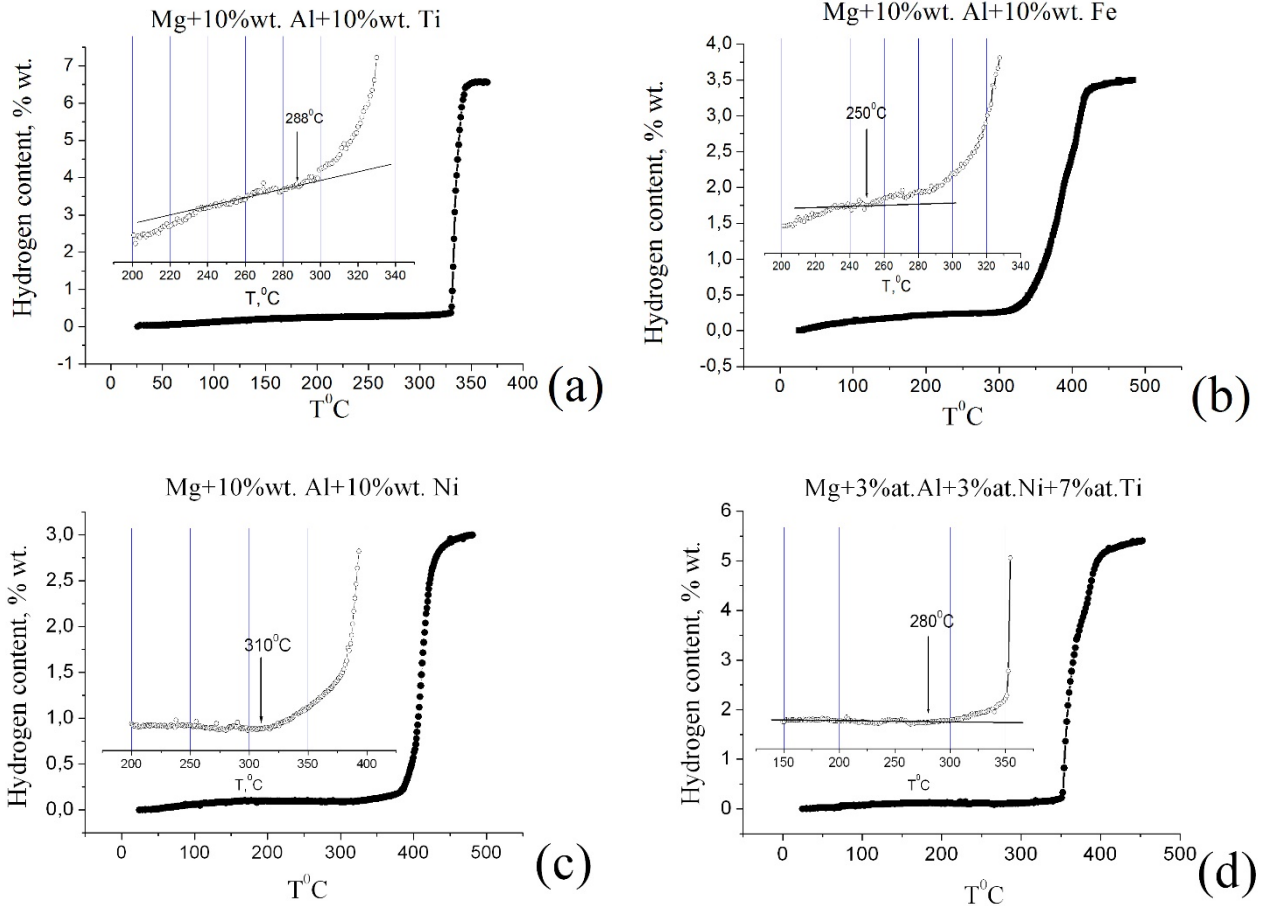 Mg+10%wt. Al+10%wt. Ti
Hydrogen content, % wt.
7
6
5
4
3
2
1
0
-1
288⁰C
200 220 240 260 280 300 320 340
T,⁰C
0 50 100 150 200 250 300 350 400
T⁰C
(a)
Mg+10%wt. Al+10%wt. Fe
Hydrogen content, % wt.
4,0
3,5
3,0
2,5
2,0
1,5
1,0
0,5
0,0
-0,5
250⁰C
200 220 240 260 280 300 320 340
T,⁰C
0 100 200 300 400 500
T⁰C
(b)
Mg+10%wt. Al+10%wt. Ni
Hydrogen content, % wt.
3,0
2,5
2,0
1,5
1,0
0,5
0,0
310⁰C
200 250 300 350 400
T,⁰C
0 100 200 300 400 500
T⁰C
(c)
Mg+3%at.Al+3%at.Ni+7%at.Ti
Hydrogen content, % wt.
6
5
4
3
2
1
0
280⁰C
150 200 250 300 350
T⁰C
0 100 200 300 400 500
T⁰C
(d)